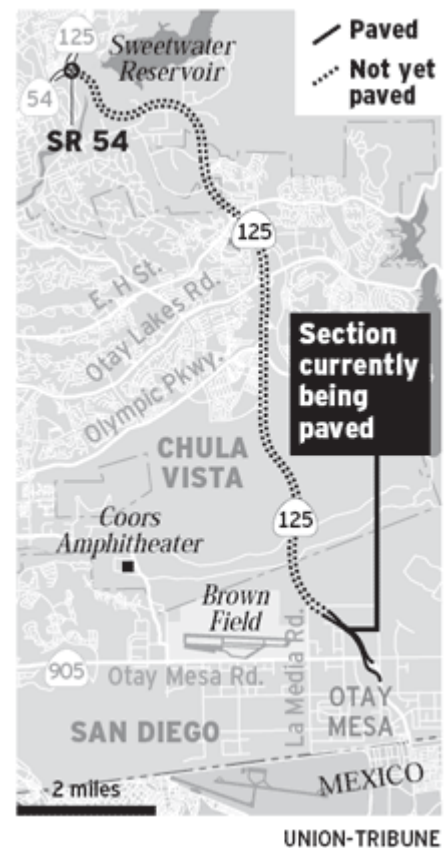 Paved
Not yet
paved
125
Sweetwater
Reservoir
54
SR 54
125
E. H St.
Otay Lakes Rd.
Olympic Pkwy.
Section
currently
being
paved
CHULA
VISTA
125
Coors
Amphitheater
Brown
Field
La Media Rd.
905
Otay Mesa Rd.
OTAY
MESA
SAN DIEGO
MEXICO
2 miles
UNION-TRIBUNE